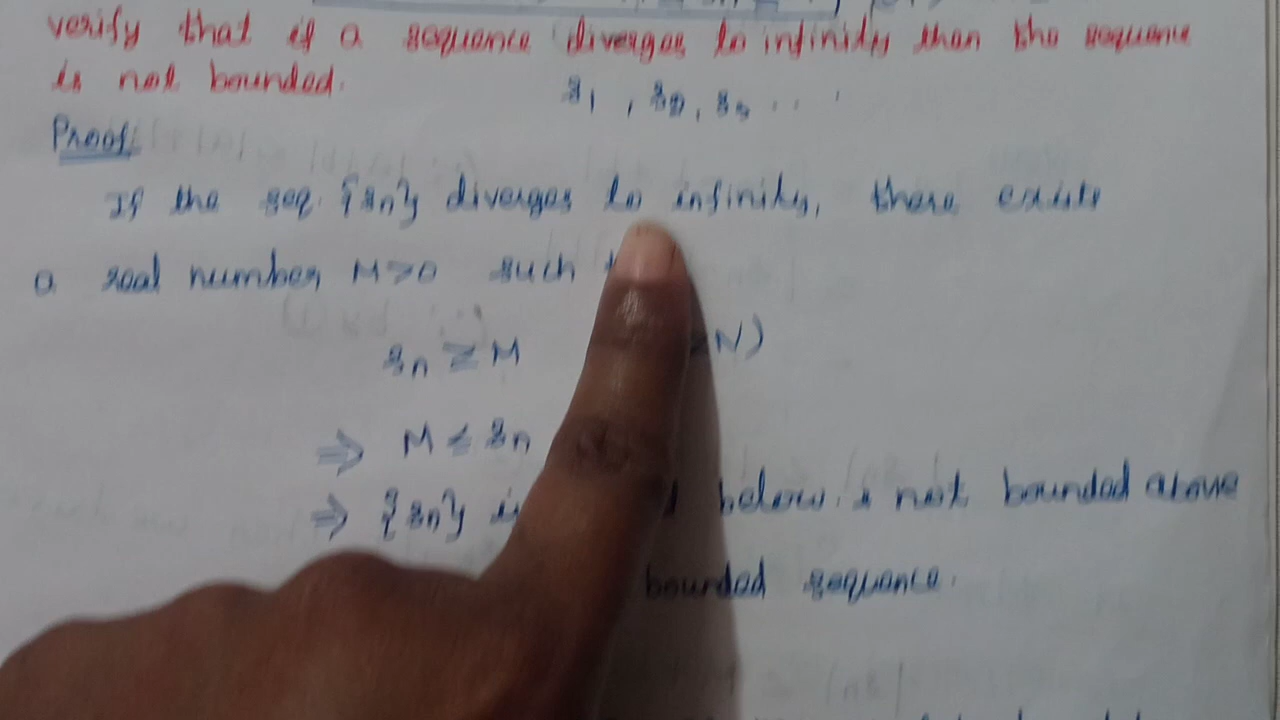 verify that if a sequence diverges to infinity then the sequence
is not bounded.
s1 , s2, s3 ...
Proof
If the seq. {sn} diverges to infinity, there exists
a real number M>0 such
sn ≥ M N)
⇒ M ≤ sn
⇒ {sn} is below & not bounded above
bounded sequence.